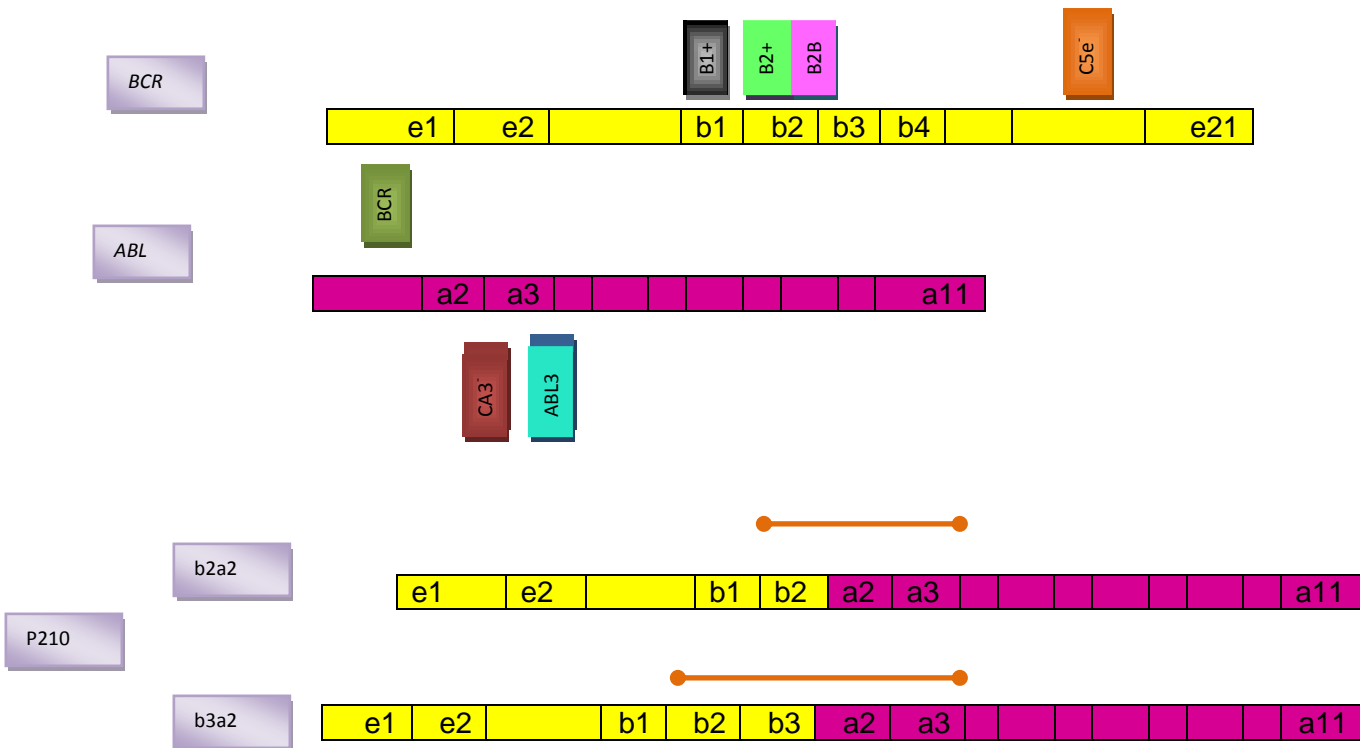 B1+ B2+ B2B C5e-
BCR
e1 e2 b1 b2 b3 b4 e21
BCR
ABL
a2 a3 a11
CA3- ABL3
b2a2
e1 e2 b1 b2 a2 a3 a11
P210
b3a2
e1 e2 b1 b2 b3 a2 a3 a11